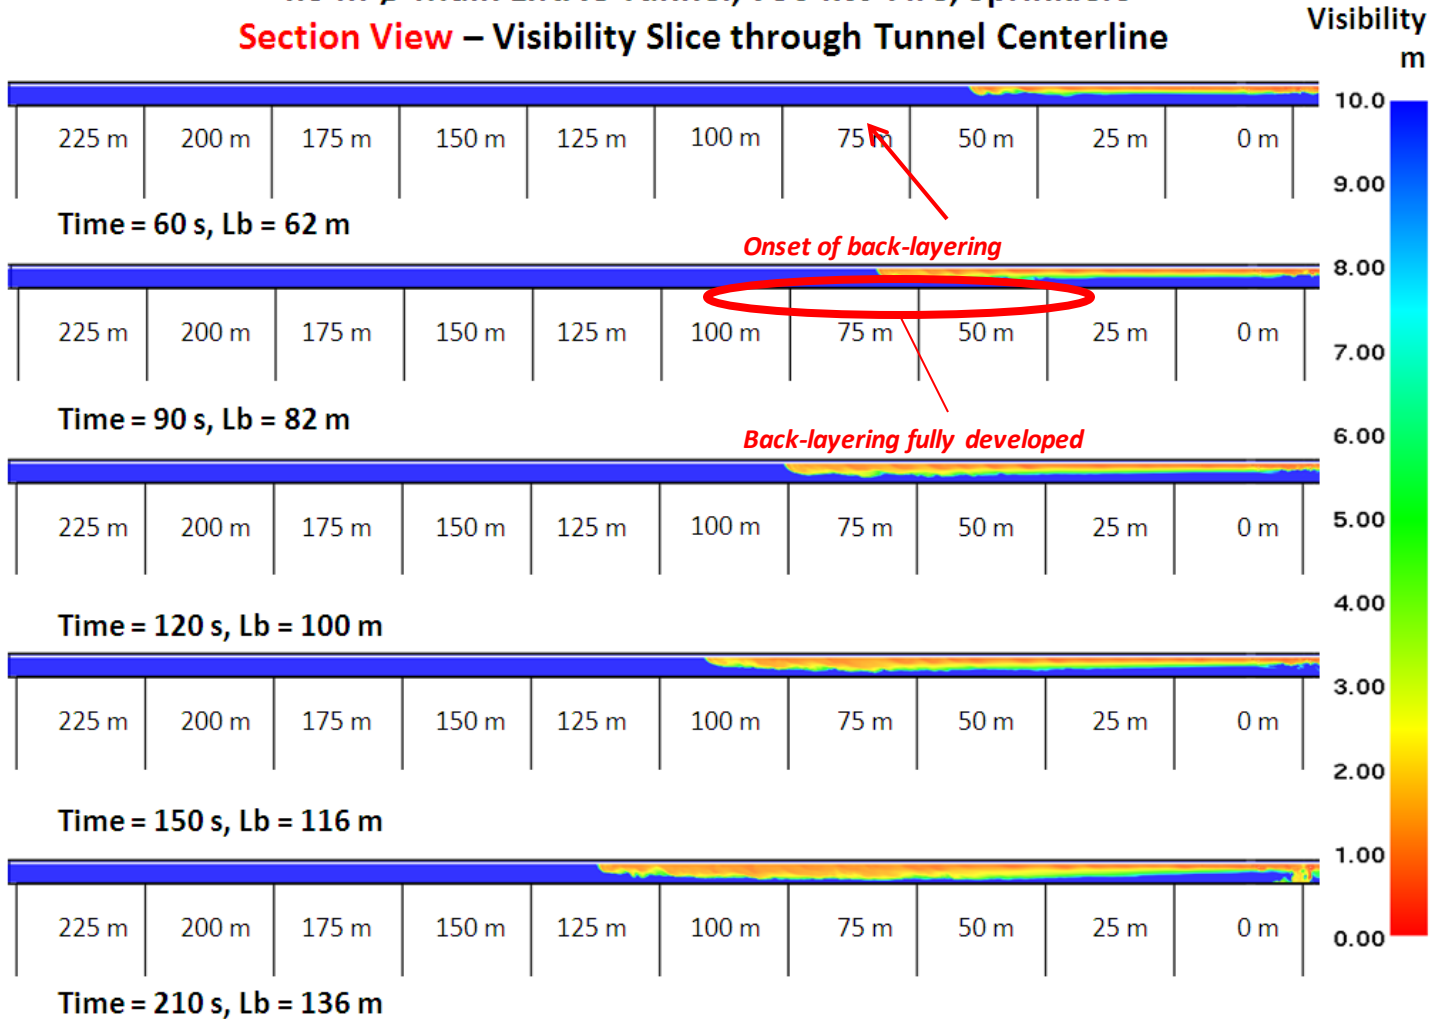 Section View – Visibility Slice through Tunnel Centerline
Visibility
m
10.0
9.00
8.00
7.00
6.00
5.00
4.00
3.00
2.00
1.00
0.00
225 m 200 m 175 m 150 m 125 m 100 m 75 m 50 m 25 m 0 m
Time = 60 s, Lb = 62 m
Onset of back-layering
225 m 200 m 175 m 150 m 125 m 100 m 75 m 50 m 25 m 0 m
Time = 90 s, Lb = 82 m
Back-layering fully developed
225 m 200 m 175 m 150 m 125 m 100 m 75 m 50 m 25 m 0 m
Time = 120 s, Lb = 100 m
225 m 200 m 175 m 150 m 125 m 100 m 75 m 50 m 25 m 0 m
Time = 150 s, Lb = 116 m
225 m 200 m 175 m 150 m 125 m 100 m 75 m 50 m 25 m 0 m
Time = 210 s, Lb = 136 m